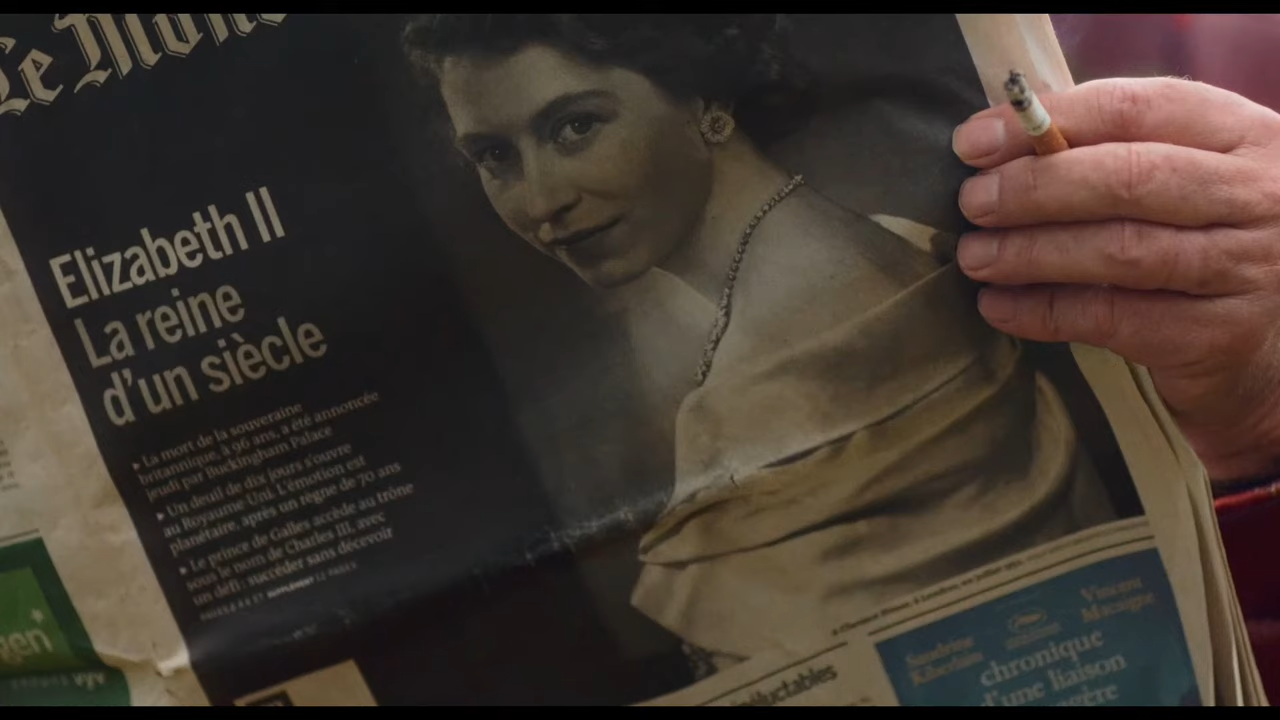 Le Mon
Elizabeth II
La reine
d'un siècle
▸ La mort de la souveraine
britannique, à 96 ans, a été annoncée
jeudi par Buckingham Palace
▸ Un deuil de dix jours s'ouvre
au Royaume-Uni. L'émotion est
planétaire, après un règne de 70 ans
▸ Le prince de Galles accède au trône
sous le nom de Charles III, avec
un défi : succéder sans décevoir
SUPPLÉMENT 12 PAGES
Sandrine
Kiberlain
Vincent
Macaigne
chronique
d'une liaison